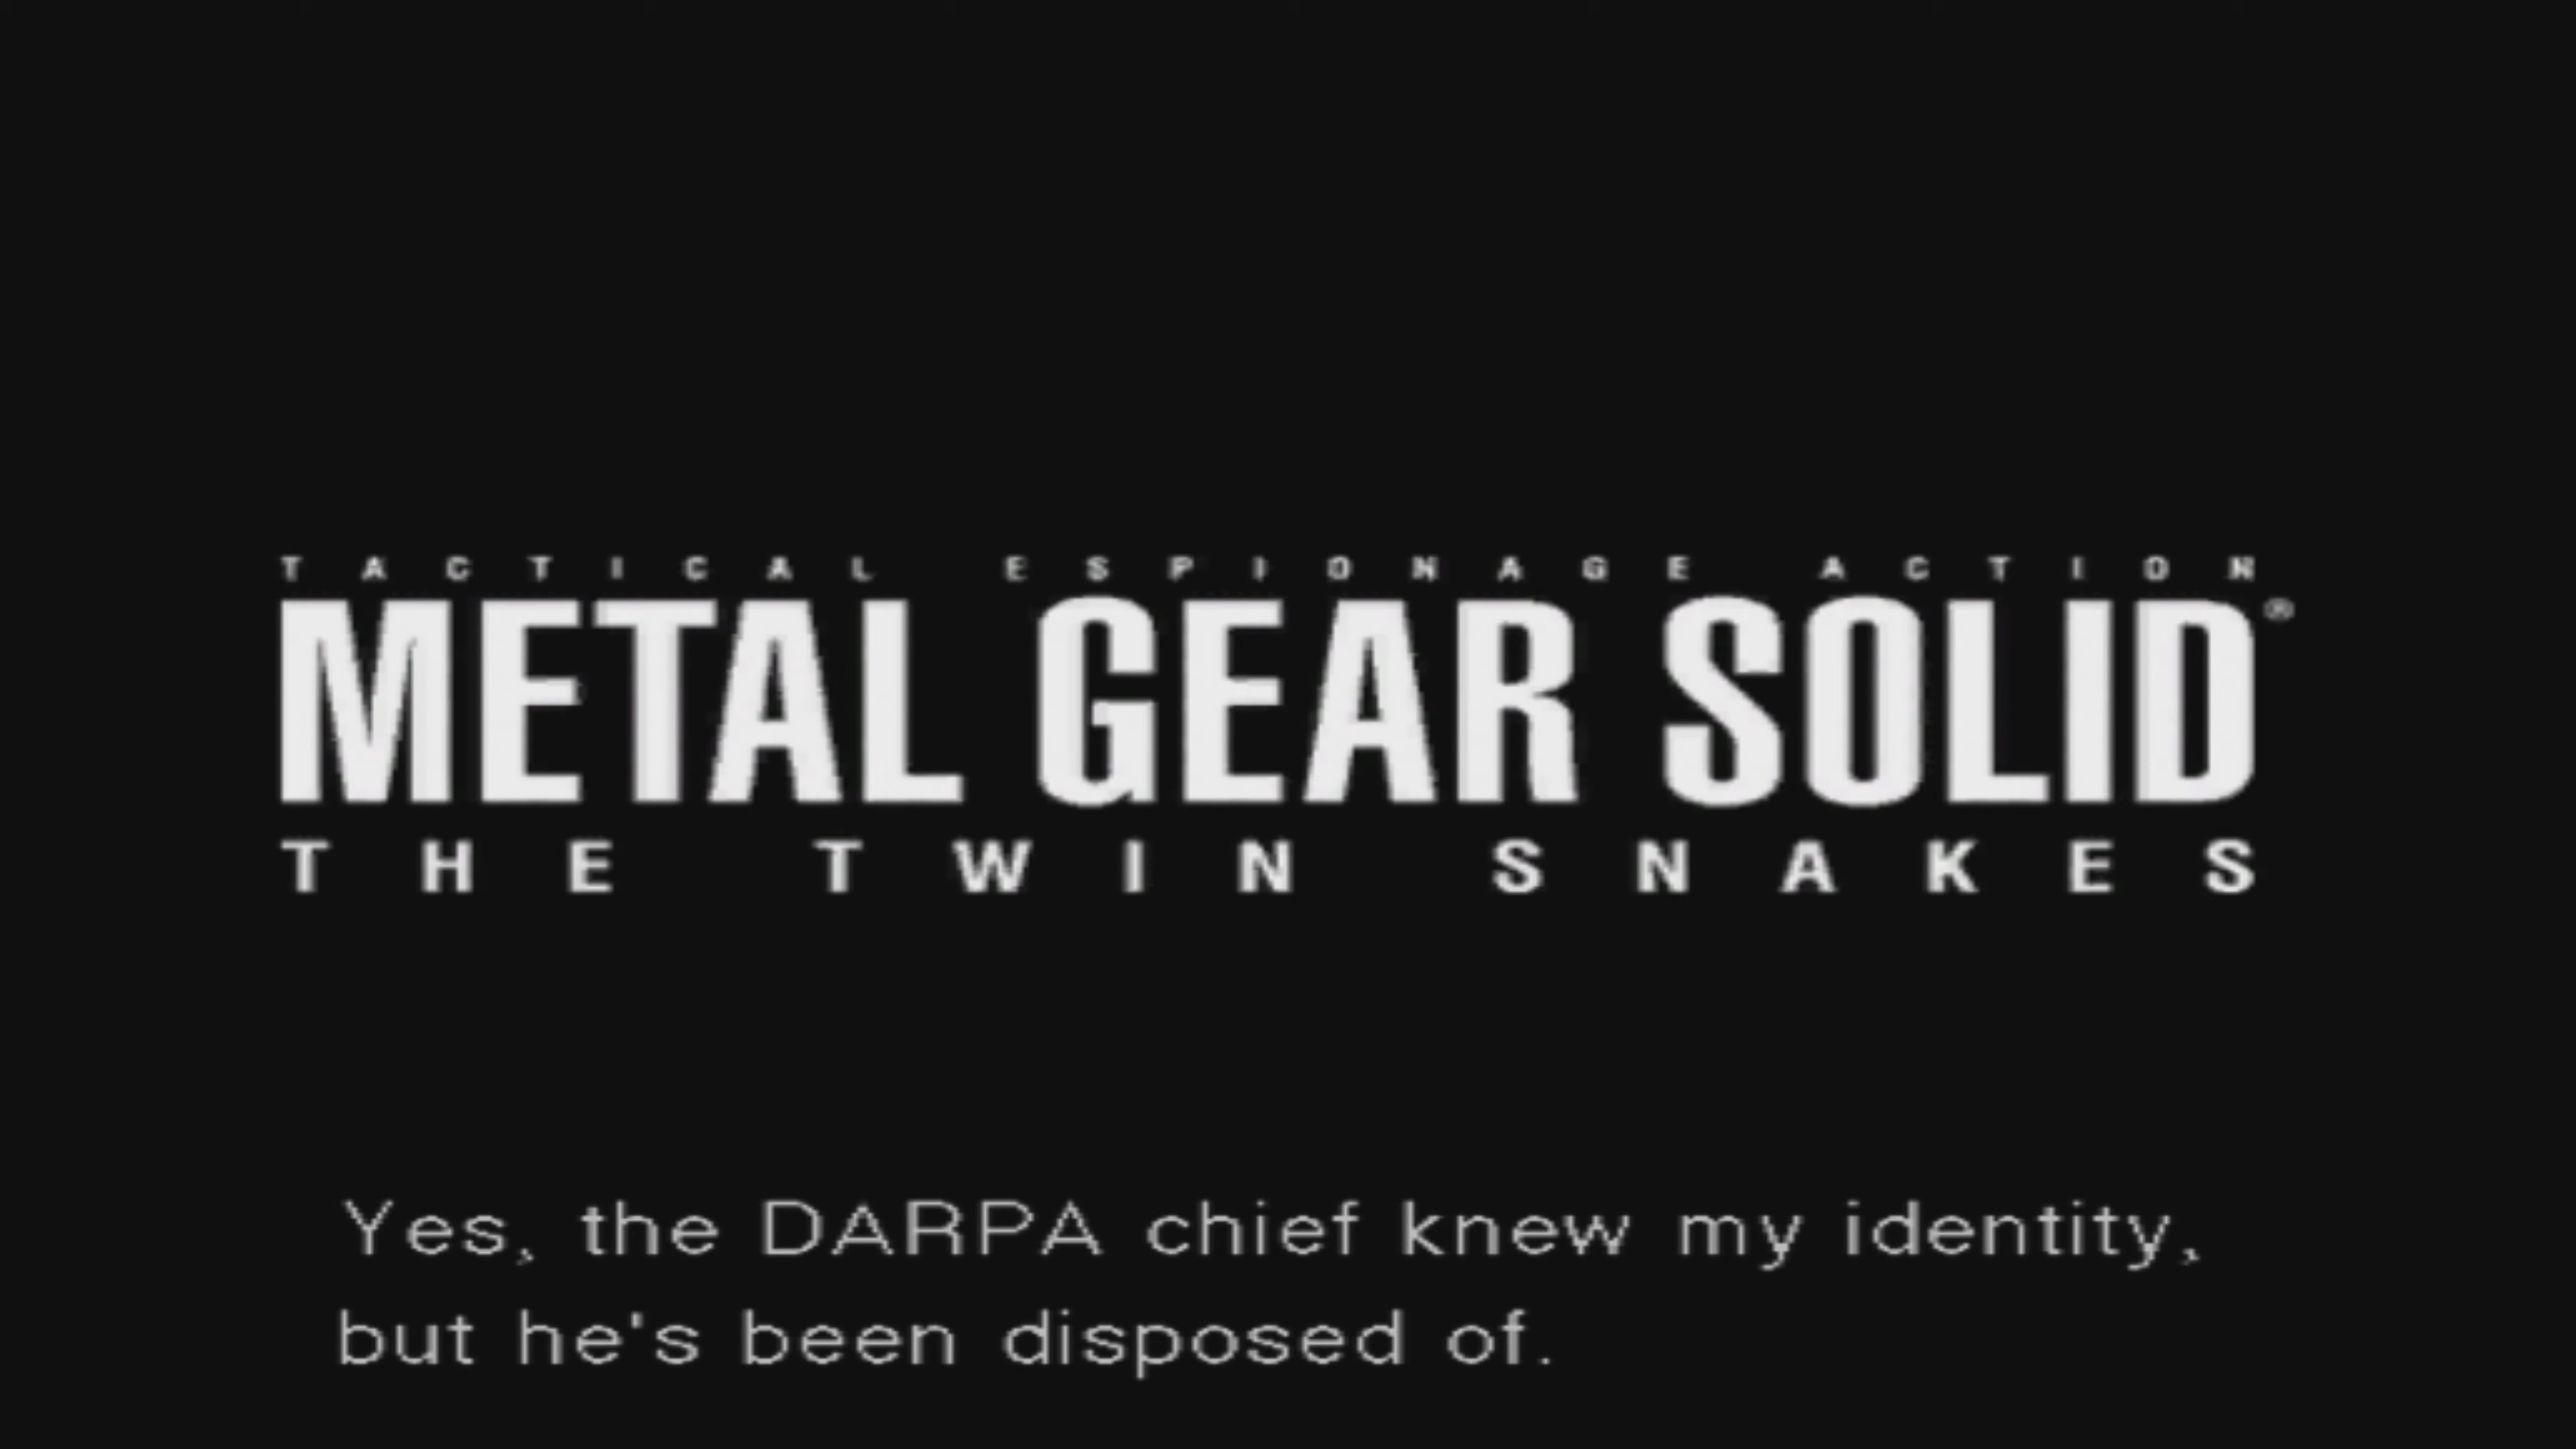 TACTICAL ESPIONAGE ACTION
METAL GEAR SOLID®
THE TWIN SNAKES
Yes, the DARPA chief knew my identity,
but he's been disposed of.